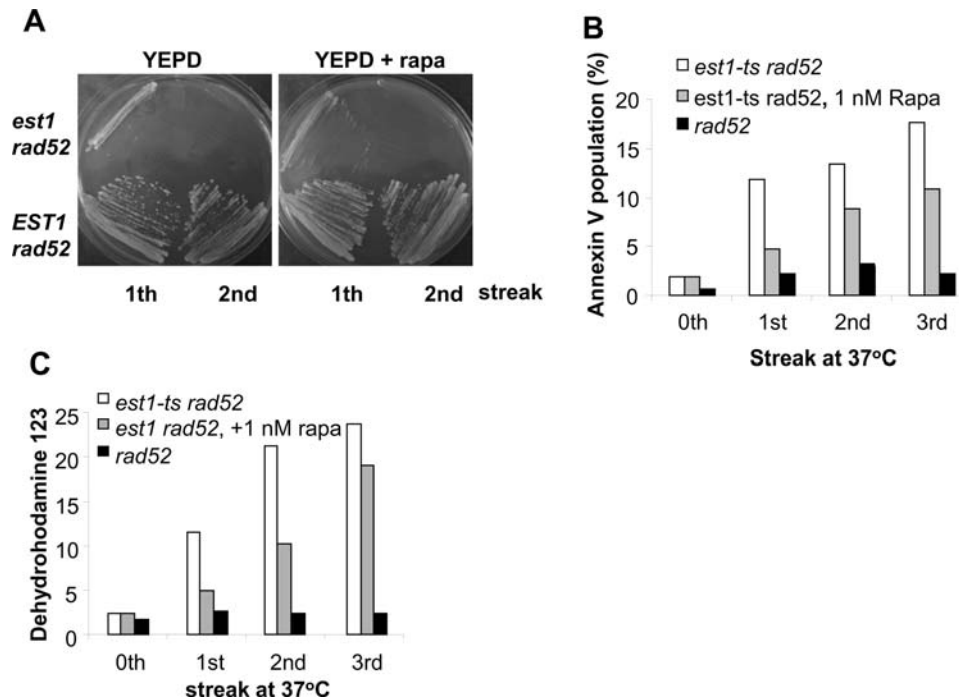 A
YEPD YEPD + rapa
est1
rad52
EST1
rad52
1th 2nd 1th 2nd streak
B
est1-ts rad52
est1-ts rad52, 1 nM Rapa
rad52
Annexin V population (%)
20
15
10
5
0
0th 1st 2nd 3rd
Streak at 37°C
C
est1-ts rad52
est1 rad52, +1 nM rapa
rad52
Dehydrohodamine 123
25
20
15
10
5
0
0th 1st 2nd 3rd
streak at 37°C